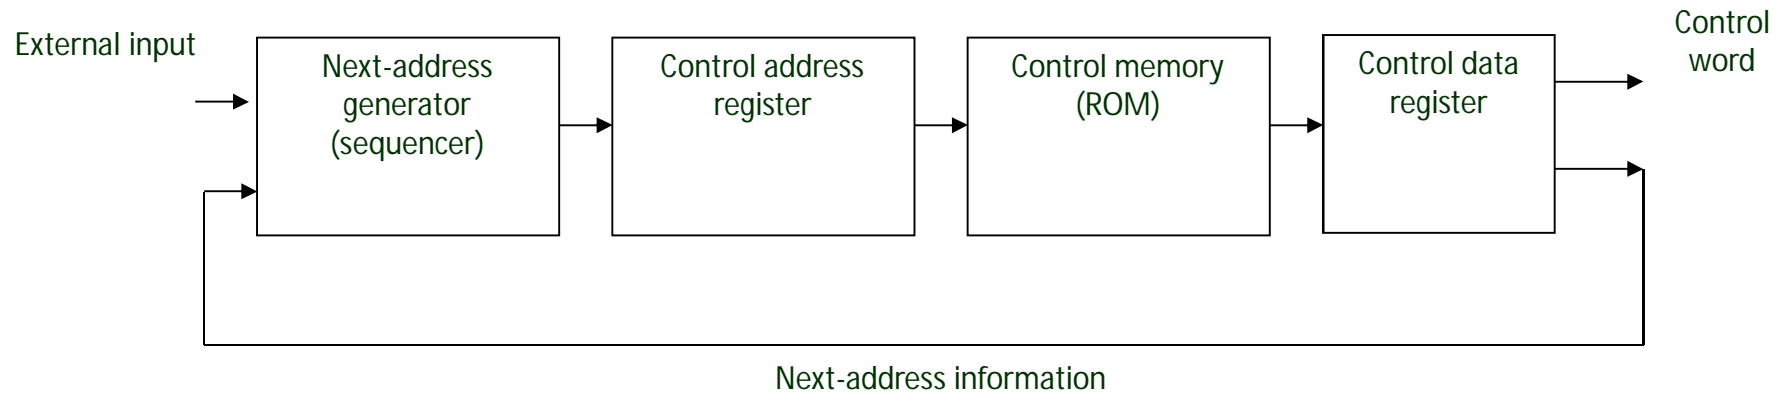 External input
Next-address
generator
(sequencer)
Control address
register
Control memory
(ROM)
Control data
register
Control
word
Next-address information